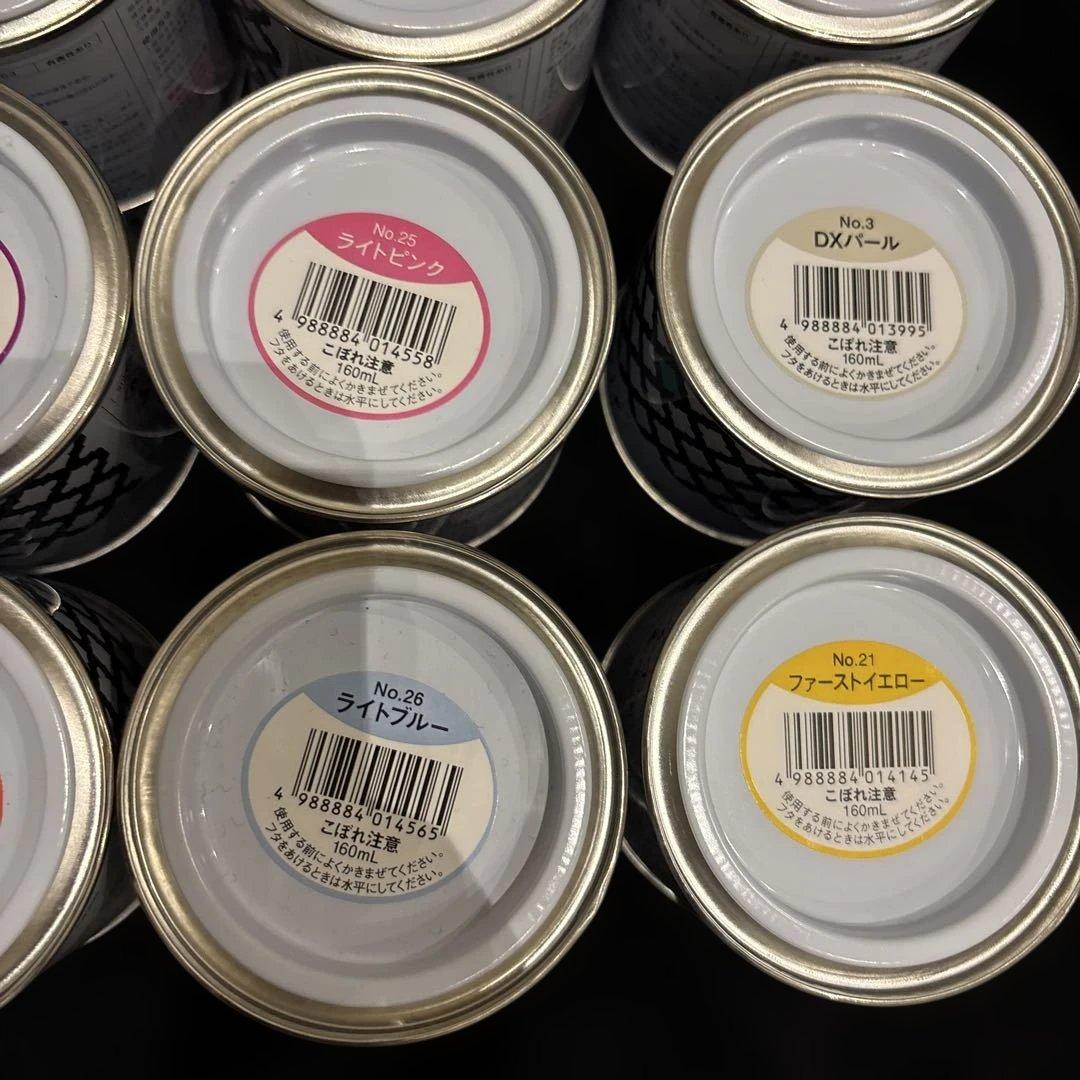 No.25
ライトピンク
4 988884 014558
こぼれ注意
160mL
使用する前によくかきまぜてください。
フタをあけるときは水平にしてください。
No.3
DXパール
4 988884 013995
こぼれ注意
160mL
使用する前によくかきまぜてください。
フタをあけるときは水平にしてください。
No.26
ライトブルー
4 988884 014565
こぼれ注意
160mL
使用する前によくかきまぜてください。
フタをあけるときは水平にしてください。
No.21
ファーストイエロー
4 988884 014145
こぼれ注意
160mL
使用する前によくかきまぜてください。
フタをあけるときは水平にしてください。